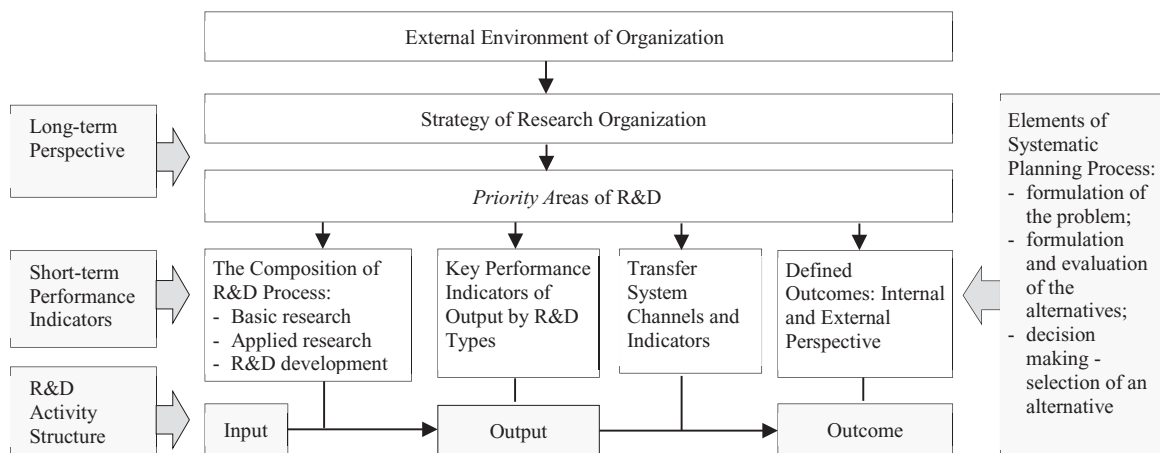 External Environment of Organization
Long-term
Perspective
Strategy of Research Organization
Priority Areas of R&D
Elements of
Systematic
Planning Process:
- formulation of
the problem;
- formulation
and evaluation
of the
alternatives;
- decision
making -
selection of an
alternative
Short-term
Performance
Indicators
The Composition of
R&D Process:
- Basic research
- Applied research
- R&D development
Key Performance
Indicators of
Output by R&D
Types
Transfer
System
Channels and
Indicators
Defined
Outcomes: Internal
and External
Perspective
R&D
Activity
Structure
Input
Output
Outcome